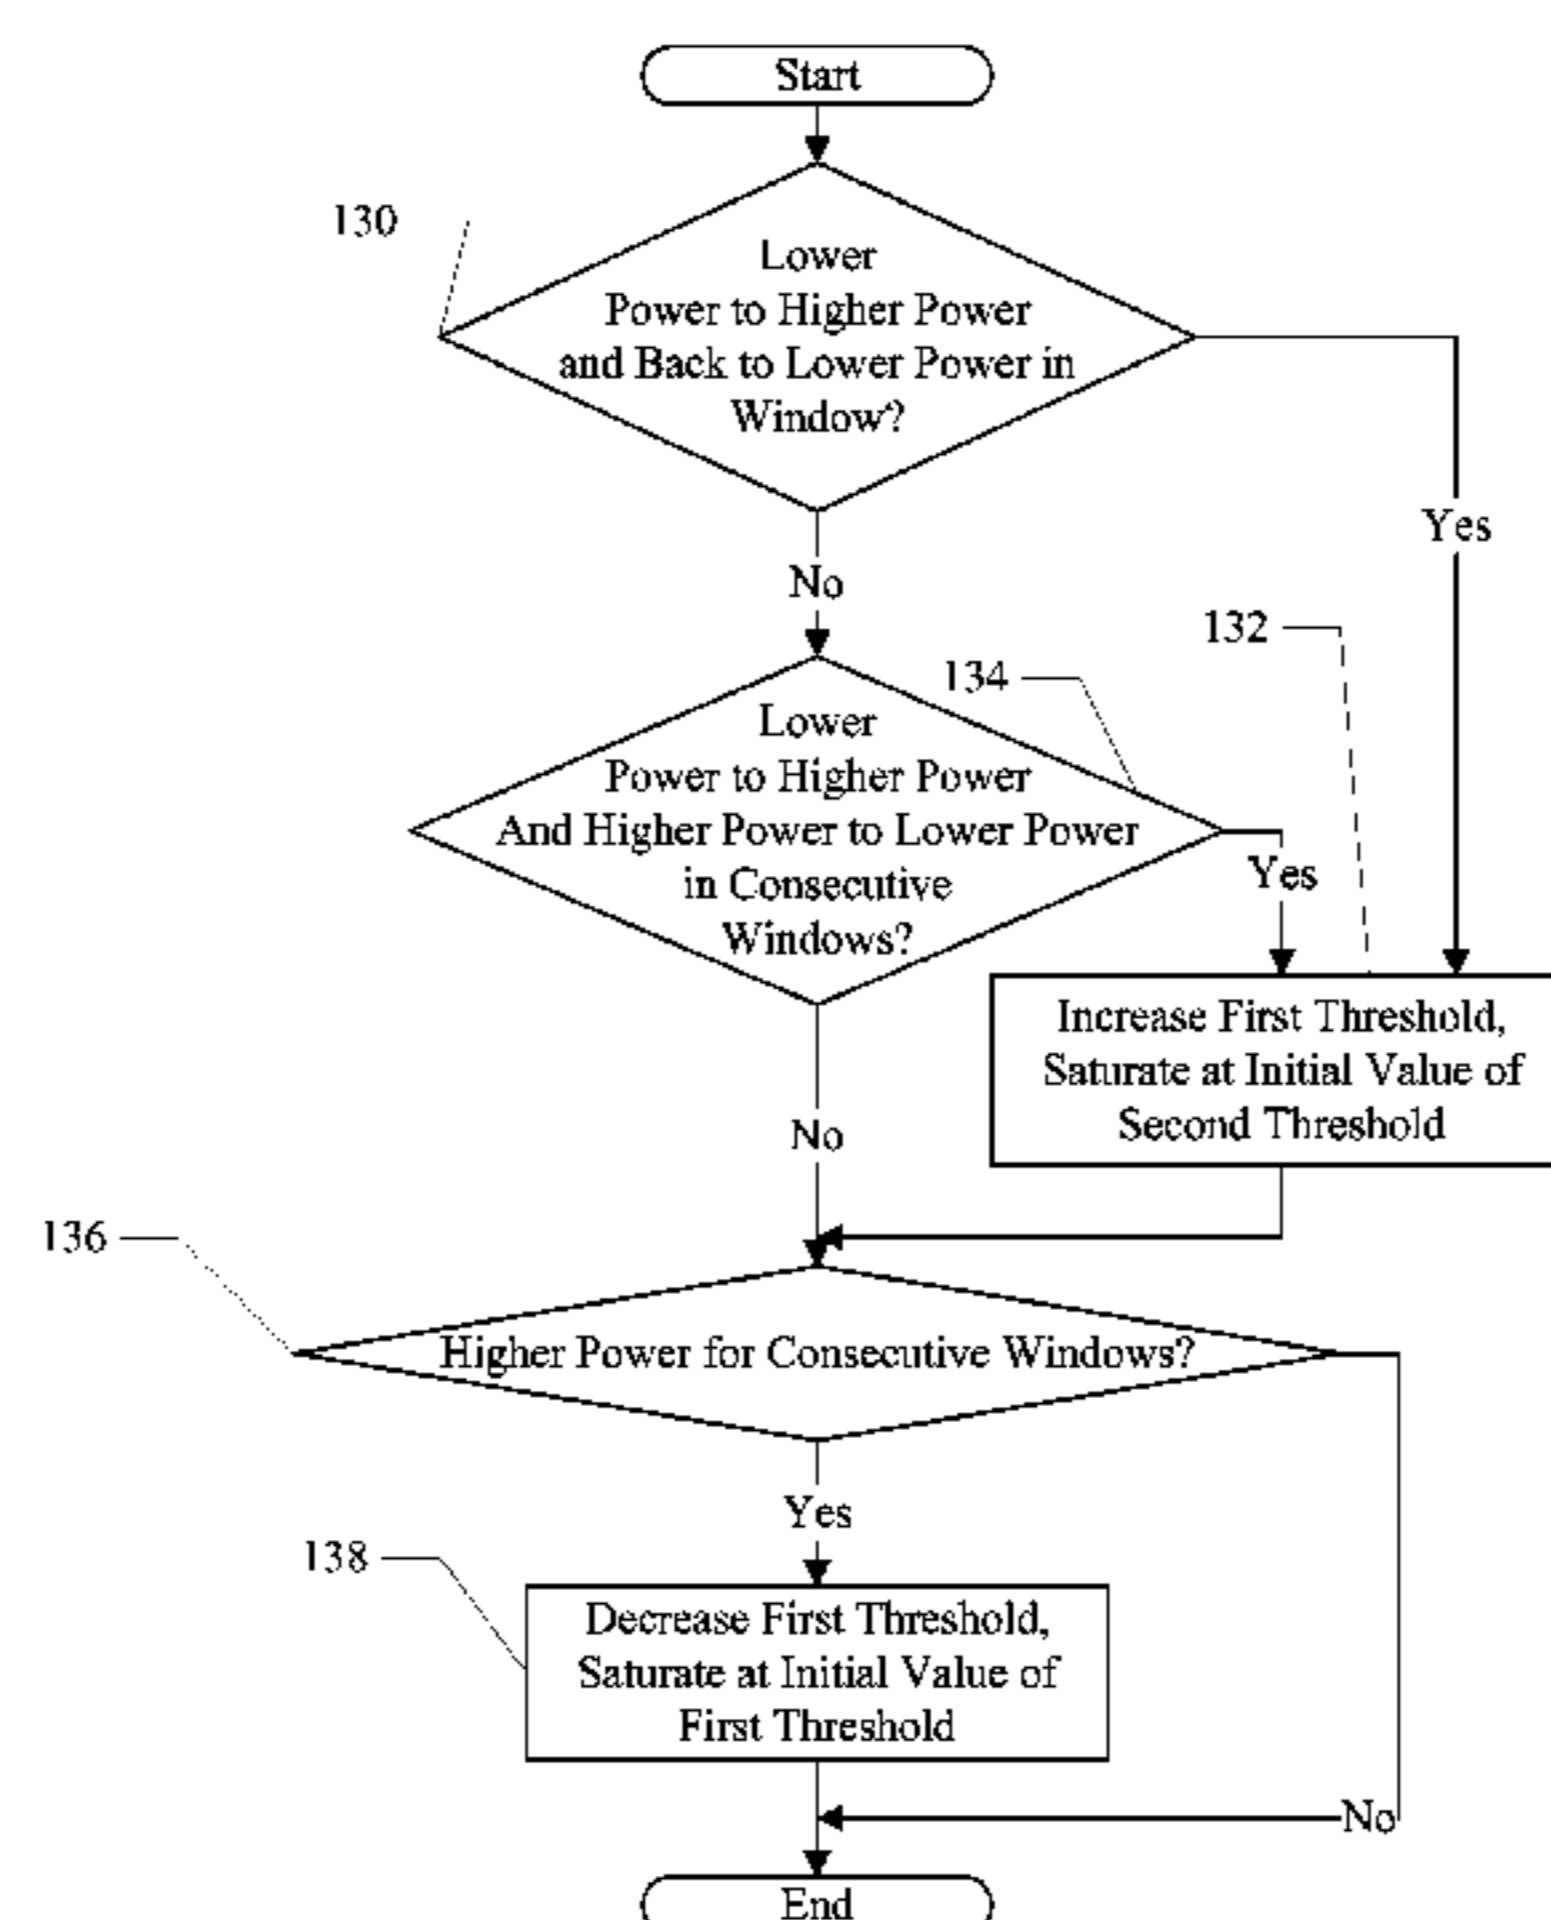 Start
130
Lower
Power to Higher Power
and Back to Lower Power in
Window?
Yes
No
132
134
Lower
Power to Higher Power
And Higher Power to Lower Power
in Consecutive
Windows?
Yes
Increase First Threshold,
Saturate at Initial Value of
Second Threshold
No
136
Higher Power for Consecutive Windows?
Yes
138
Decrease First Threshold,
Saturate at Initial Value of
First Threshold
No
End